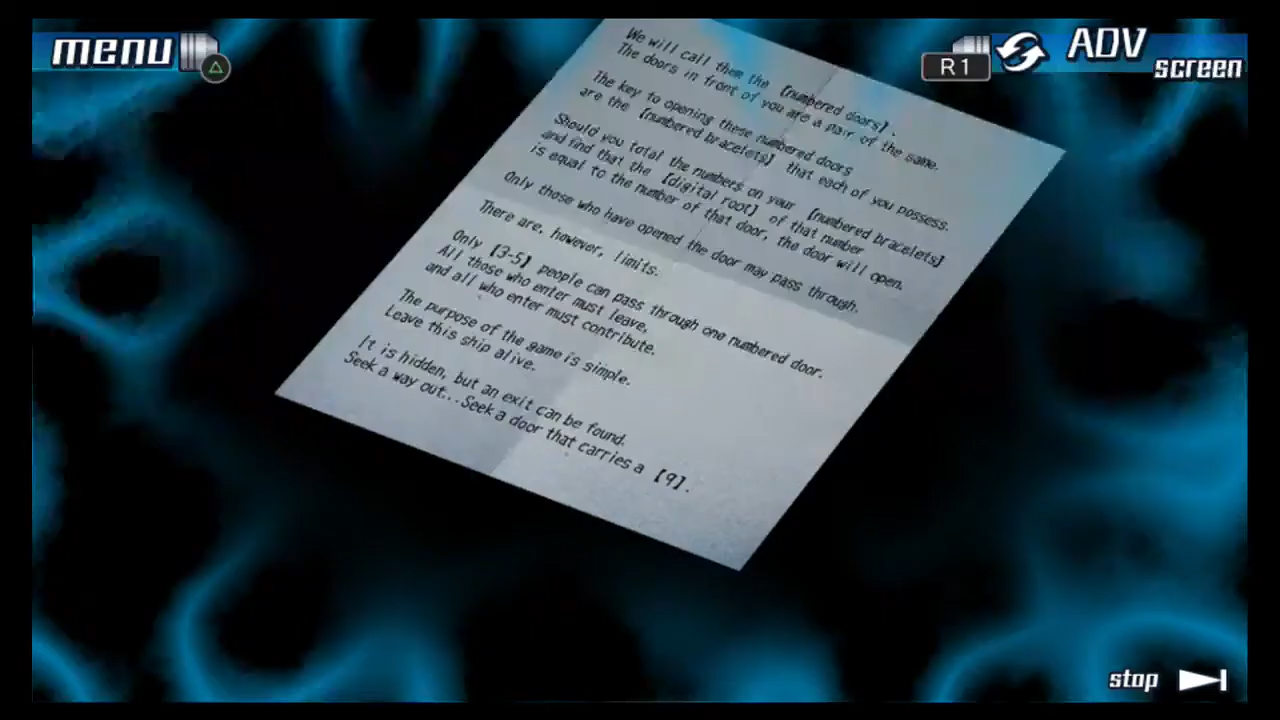 menu
R1
ADV
screen
We will call them the [numbered doors].
The doors in front of you are a pair of the same.
The key to opening these numbered doors
are the [numbered bracelets] that each of you possess.
Should you total the numbers on your [numbered bracelets]
and find that the [digital root] of that number
is equal to the number of that door, the door will open.
Only those who have opened the door may pass through.
There are, however, limits.
Only [3-5] people can pass through one numbered door.
All those who enter must leave,
and all who enter must contribute.
The purpose of the game is simple.
Leave this ship alive.
It is hidden, but an exit can be found.
Seek a way out...Seek a door that carries a [9].
stop